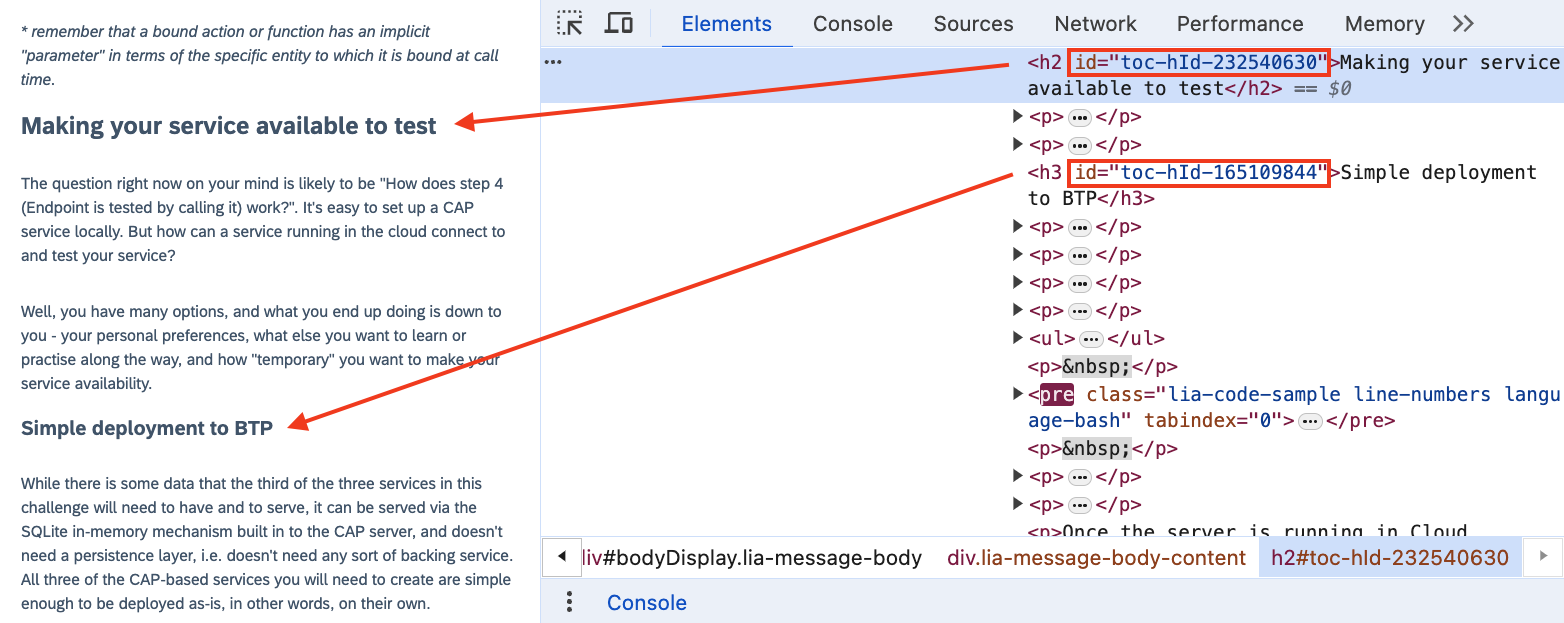 * remember that a bound action or function has an implicit
"parameter" in terms of the specific entity to which it is bound at call
time.
Making your service available to test
The question right now on your mind is likely to be "How does step 4
(Endpoint is tested by calling it) work?". It's easy to set up a CAP
service locally. But how can a service running in the cloud connect to
and test your service?
Well, you have many options, and what you end up doing is down to
you - your personal preferences, what else you want to learn or
practise along the way, and how "temporary" you want to make your
service availability.
Simple deployment to BTP
While there is some data that the third of the three services in this
challenge will need to have and to serve, it can be served via the
SQLite in-memory mechanism built in to the CAP server, and doesn't
need a persistence layer, i.e. doesn't need any sort of backing service.
All three of the CAP-based services you will need to create are simple
enough to be deployed as-is, in other words, on their own.
Elements Console Sources Network Performance Memory >>
<h2 id="toc-hId-232540630">Making your service
available to test</h2> == $0
<p>…</p>
<p>…</p>
<h3 id="toc-hId-165109844">Simple deployment
to BTP</h3>
<p>…</p>
<p>…</p>
<p>…</p>
<p>…</p>
<ul>…</ul>
<p>&nbsp;</p>
<pre class="lia-code-sample line-numbers langu
age-bash" tabindex="0">…</pre>
<p>&nbsp;</p>
<p>…</p>
<p>…</p>
<p>Once the server is running in Cloud
liv#bodyDisplay.lia-message-body div.lia-message-body-content h2#toc-hId-232540630
Console